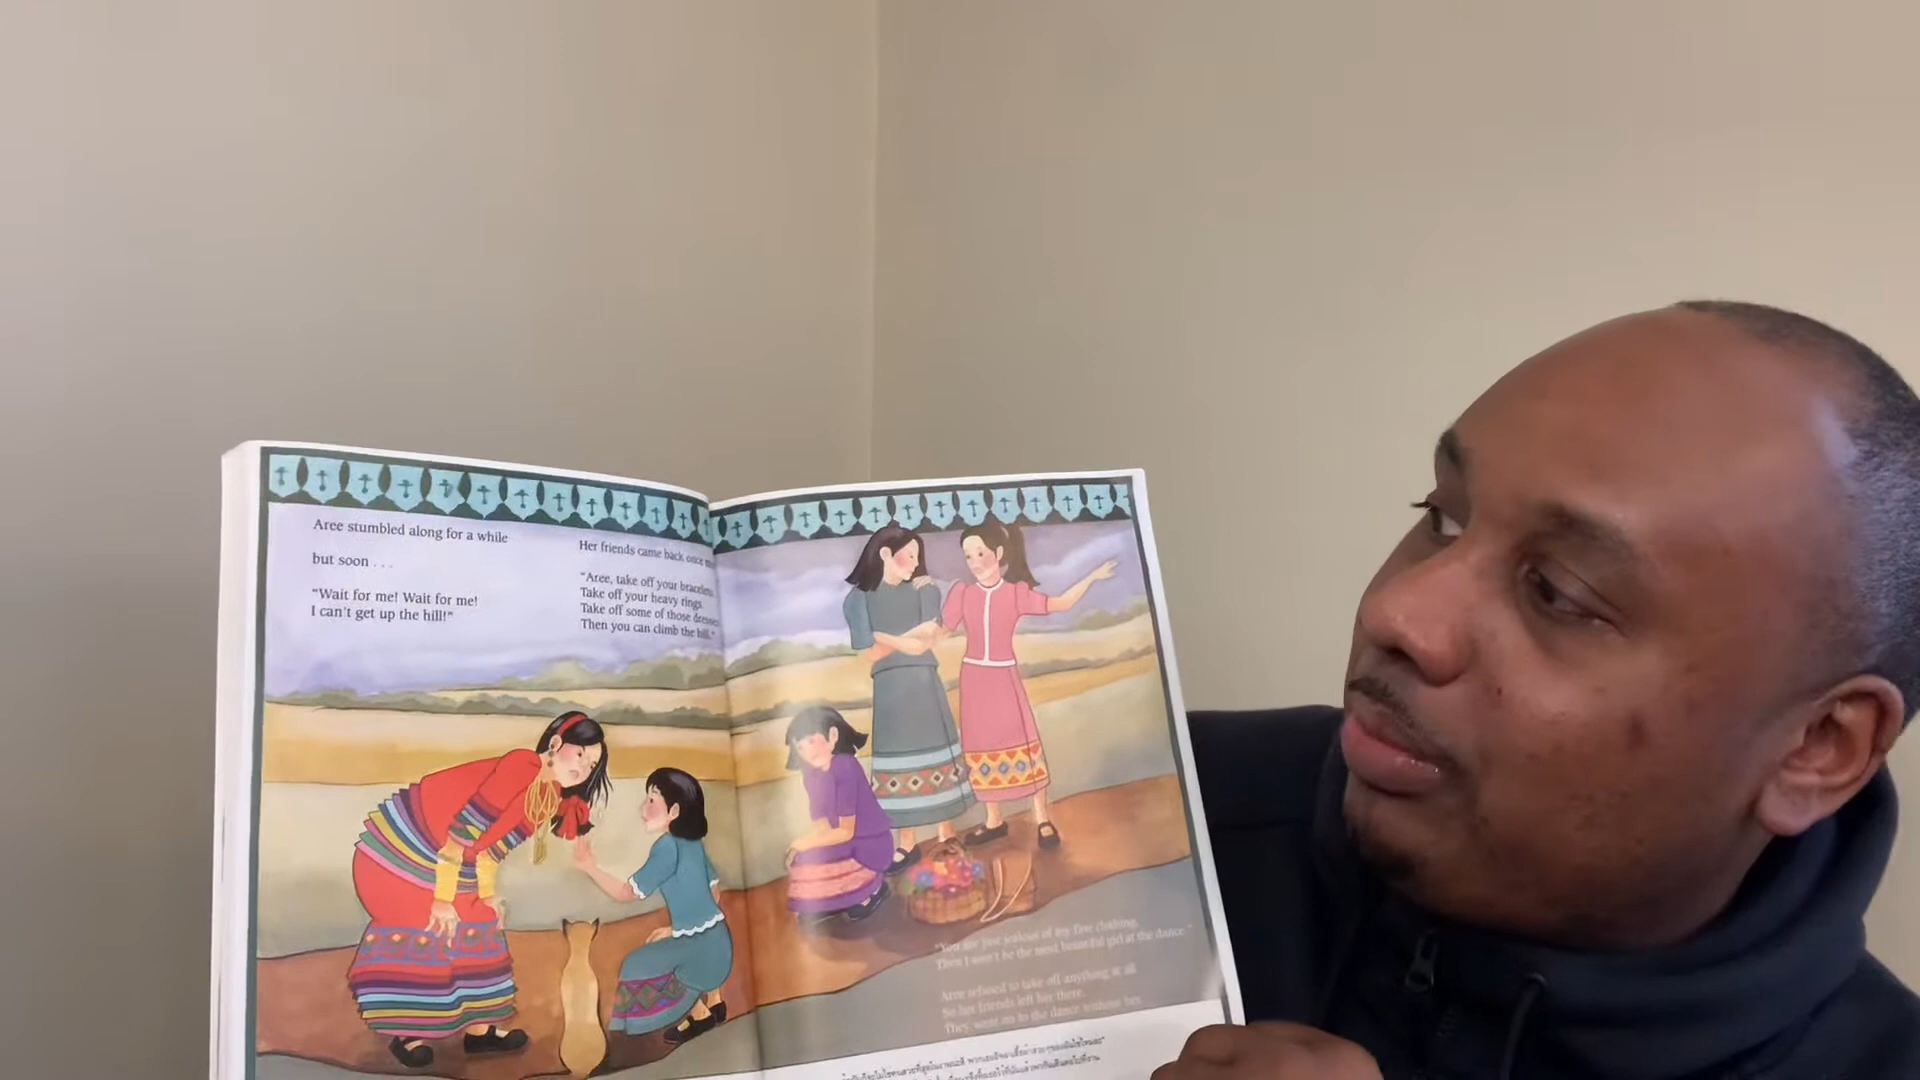 Aree stumbled along for a while
but soon . . .
"Wait for me! Wait for me!
I can't get up the hill!"
Her friends came back once
"Aree, take off your bracelets.
Take off your heavy rings.
Take off some of those dresses
Then you can climb the hill."
"You are just jealous of my fine clothing.
Then I won't be the most beautiful girl at the dance."
Aree refused to take off anything at all.
So her friends left her there.
They went on to the dance without her.